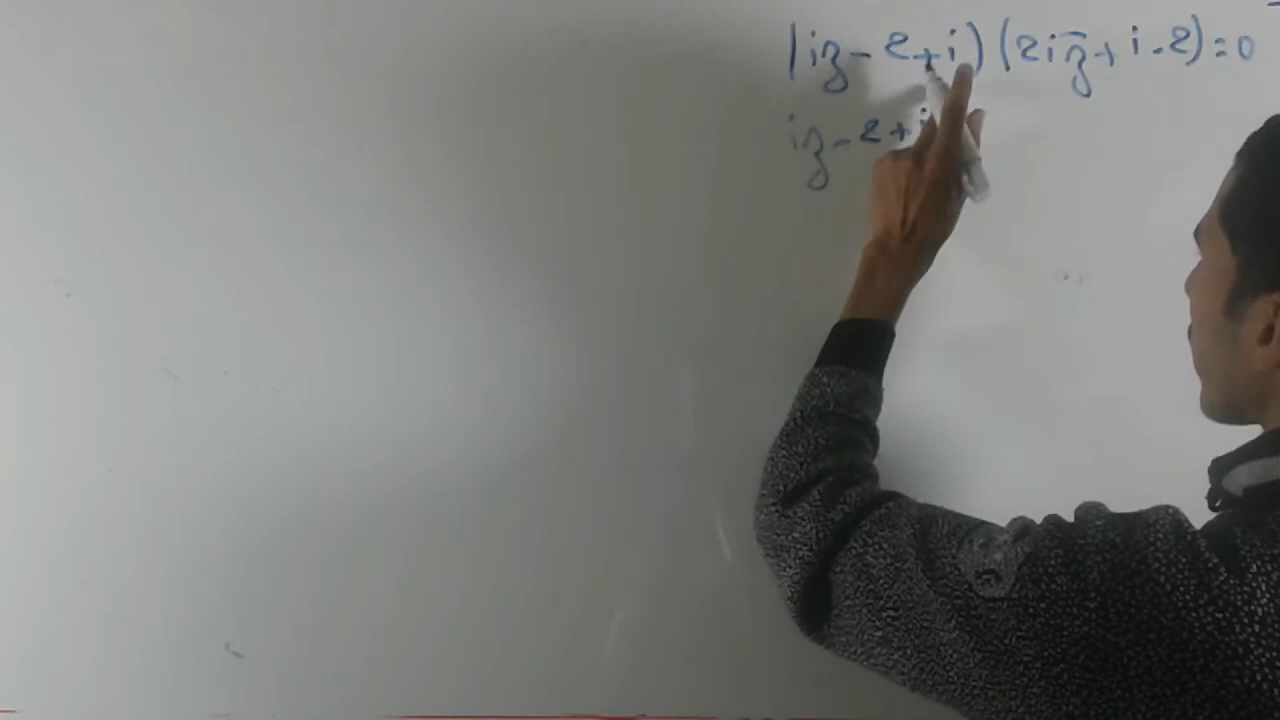 (iz - 2 + i) (2iz̄ + i - 2) = 0
iz - 2 + i